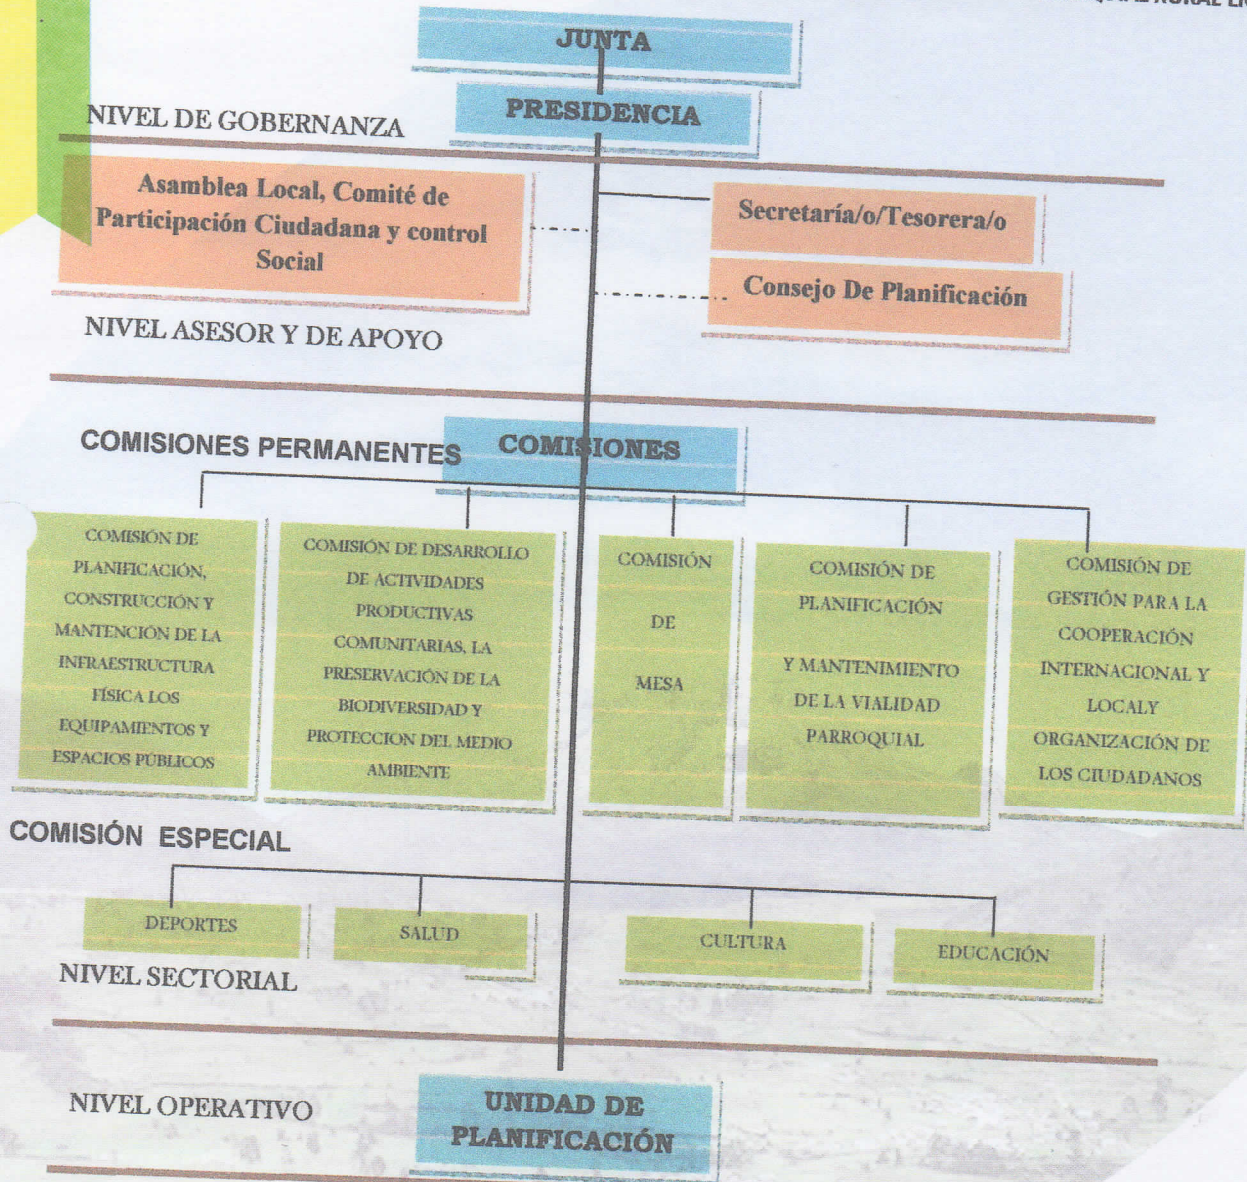 RURAL
JUNTA
PRESIDENCIA
NIVEL DE GOBERNANZA
Asamblea Local, Comité de
Participación Ciudadana y control
Social
Secretaría/o/Tesorera/o
Consejo De Planificación
NIVEL ASESOR Y DE APOYO
COMISIONES PERMANENTES
COMISIONES
COMISIÓN DE
PLANIFICACIÓN,
CONSTRUCCIÓN Y
MANTENCIÓN DE LA
INFRAESTRUCTURA
FÍSICA LOS
EQUIPAMIENTOS Y
ESPACIOS PÚBLICOS
COMISIÓN DE DESARROLLO
DE ACTIVIDADES
PRODUCTIVAS
COMUNITARIAS, LA
PRESERVACIÓN DE LA
BIODIVERSIDAD Y
PROTECCION DEL MEDIO
AMBIENTE
COMISIÓN
DE
MESA
COMISIÓN DE
PLANIFICACIÓN
Y MANTENIMIENTO
DE LA VIALIDAD
PARROQUIAL
COMISIÓN DE
GESTIÓN PARA LA
COOPERACIÓN
INTERNACIONAL Y
LOCALY
ORGANIZACIÓN DE
LOS CIUDADANOS
COMISIÓN ESPECIAL
DEPORTES
SALUD
CULTURA
EDUCACIÓN
NIVEL SECTORIAL
NIVEL OPERATIVO
UNIDAD DE
PLANIFICACIÓN